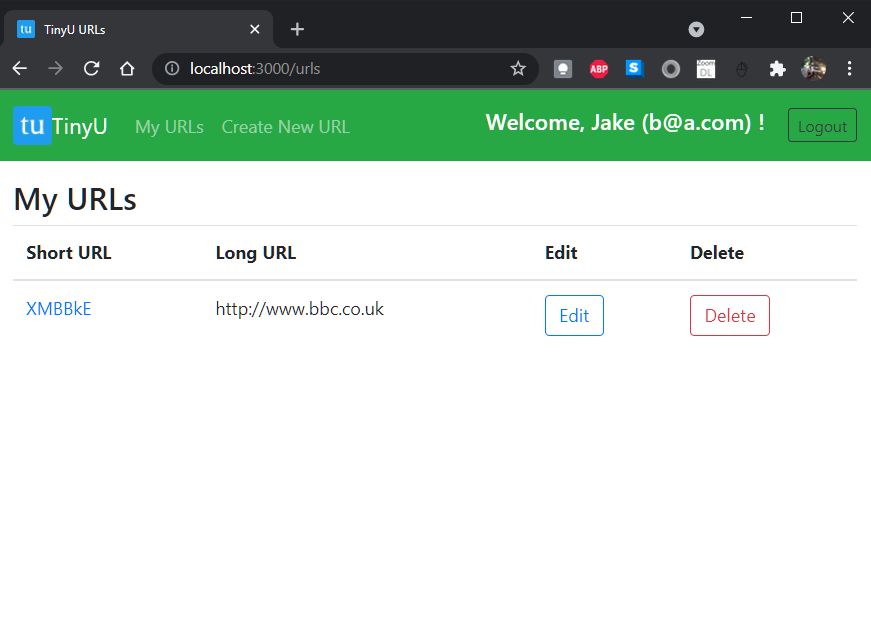 tu TinyU URLs
localhost:3000/urls
ABP S Zoom DL
tu TinyU My URLs Create New URL Welcome, Jake (b@a.com) ! Logout
My URLs
Short URL Long URL Edit Delete
XMBBkE http://www.bbc.co.uk Edit Delete